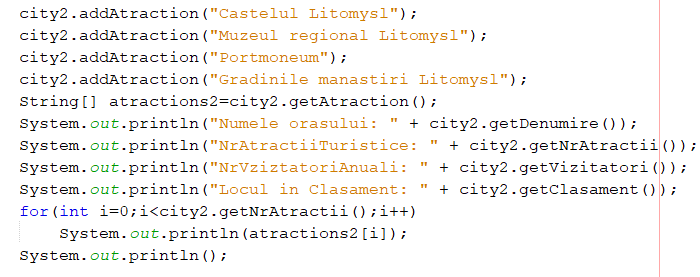 city2.addAtraction("Castelul Litomysl");
city2.addAtraction("Muzeul regional Litomysl");
city2.addAtraction("Portmoneum");
city2.addAtraction("Gradinile manastiri Litomysl");
String[] atractions2=city2.getAtraction();
System.out.println("Numele orasului: " + city2.getDenumire());
System.out.println("NrAtractiiTuristice: " + city2.getNrAtractii());
System.out.println("NrVziztatoriAnuali: " + city2.getVizitatori());
System.out.println("Locul in Clasament: " + city2.getClasament());
for(int i=0;i<city2.getNrAtractii();i++)
    System.out.println(atractions2[i]);
System.out.println();